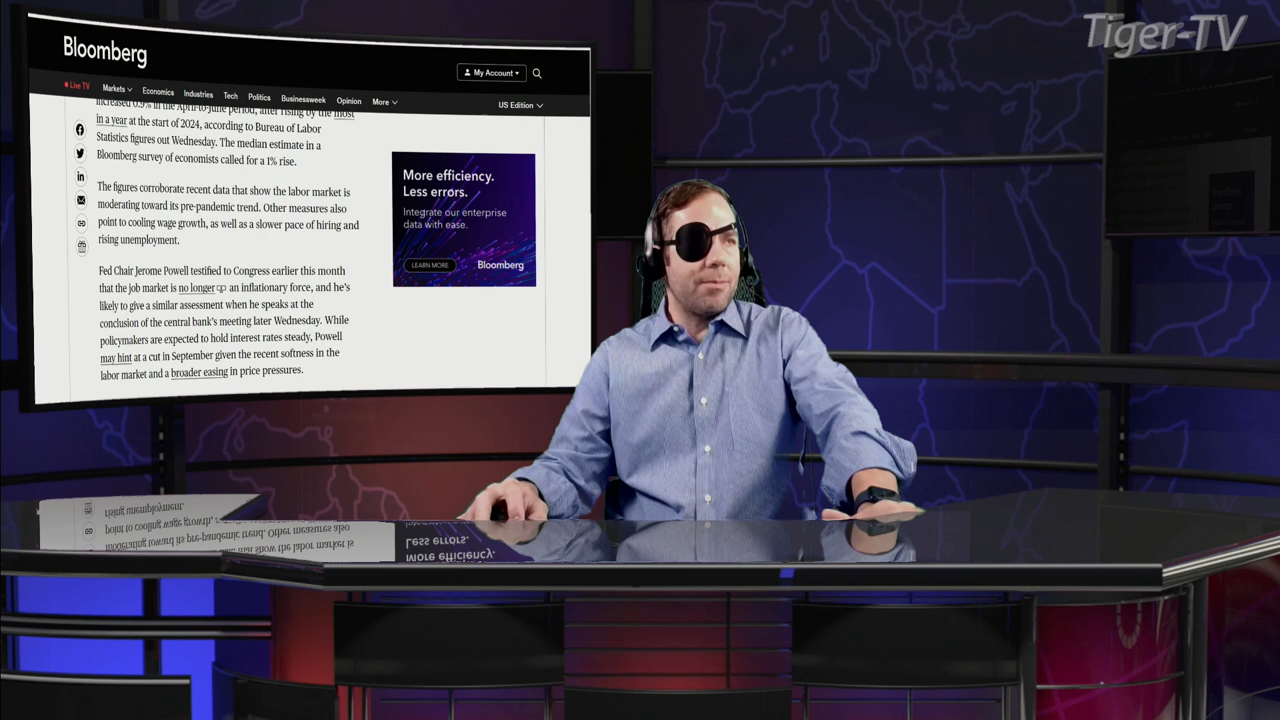 Tiger-TV
Bloomberg
My Account
Live TV
Markets
Economics
Industries
Tech
Politics
Businessweek
Opinion
More
US Edition
increased 0.9% in the April-to-June period, after rising by the most
in a year at the start of 2024, according to Bureau of Labor
Statistics figures out Wednesday. The median estimate in a
Bloomberg survey of economists called for a 1% rise.
The figures corroborate recent data that show the labor market is
moderating toward its pre-pandemic trend. Other measures also
point to cooling wage growth, as well as a slower pace of hiring and
rising unemployment.
Fed Chair Jerome Powell testified to Congress earlier this month
that the job market is no longer an inflationary force, and he's
likely to give a similar assessment when he speaks at the
conclusion of the central bank's meeting later Wednesday. While
policymakers are expected to hold interest rates steady, Powell
may hint at a cut in September given the recent softness in the
labor market and a broader easing in price pressures.
More efficiency.
Less errors.
Integrate our enterprise
data with ease.
LEARN MORE
Bloomberg